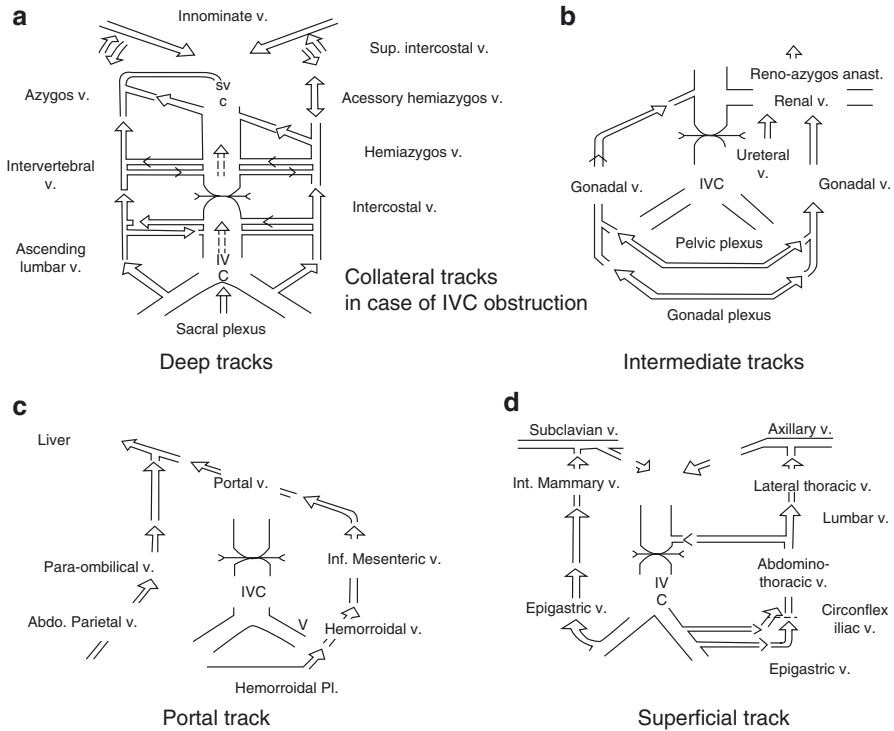 a
Innominate v.
Sup. intercostal v.
Azygos v.
sv
c
Acessory hemiazygos v.
Intervertebral
v.
Hemiazygos v.
Intercostal v.
Ascending
lumbar v.
IV
C
Sacral plexus
Collateral tracks
in case of IVC obstruction
Deep tracks
b
Reno-azygos anast.
Renal v.
Ureteral
v.
Gonadal v.
IVC
Gonadal v.
Pelvic plexus
Gonadal plexus
Intermediate tracks
c
Liver
Portal v.
Para-ombilical v.
Inf. Mesenteric v.
IVC
Abdo. Parietal v.
V
Hemorroidal v.
Hemorroidal Pl.
Portal track
d
Subclavian v.
Axillary v.
Int. Mammary v.
Lateral thoracic v.
Lumbar v.
IV
C
Abdomino-
thoracic v.
Epigastric v.
Circonflex
iliac v.
Epigastric v.
Superficial track